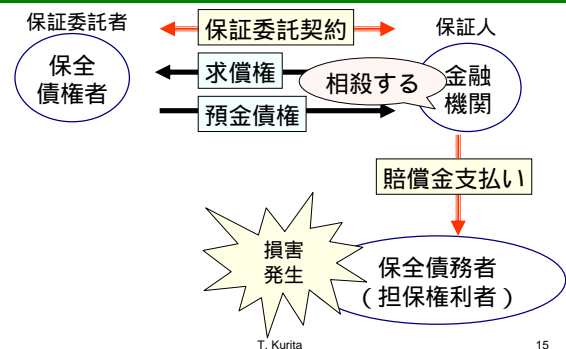 保証委託者
保証委託契約
保証人
保全
債権者
求償権
相殺する
金融
機関
預金債権
賠償金支払い
損害
発生
保全債務者
（担保権利者）
T. Kurita
15